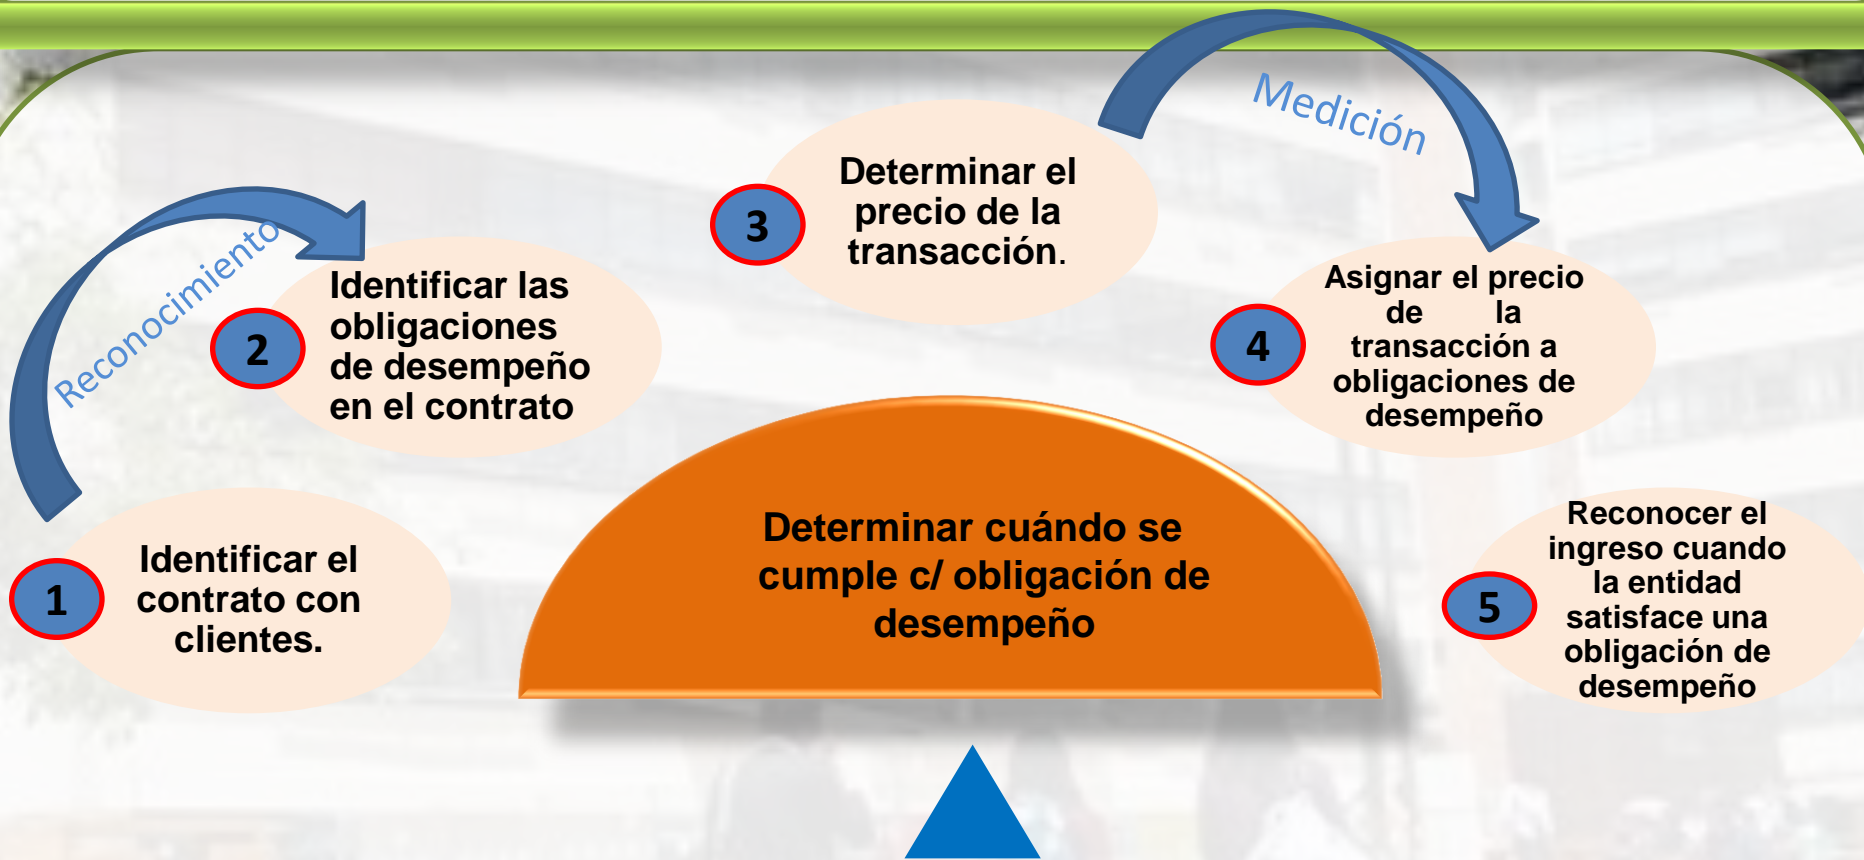 Reconocimiento
1
Identificar el
contrato con
clientes.
2
Identificar las
obligaciones
de desempeño
en el contrato
3
Determinar el
precio de la
transacción.
Medición
4
Asignar el precio
de la
transacción a
obligaciones de
desempeño
5
Reconocer el
ingreso cuando
la entidad
satisface una
obligación de
desempeño
Determinar cuándo se
cumple c/ obligación de
desempeño